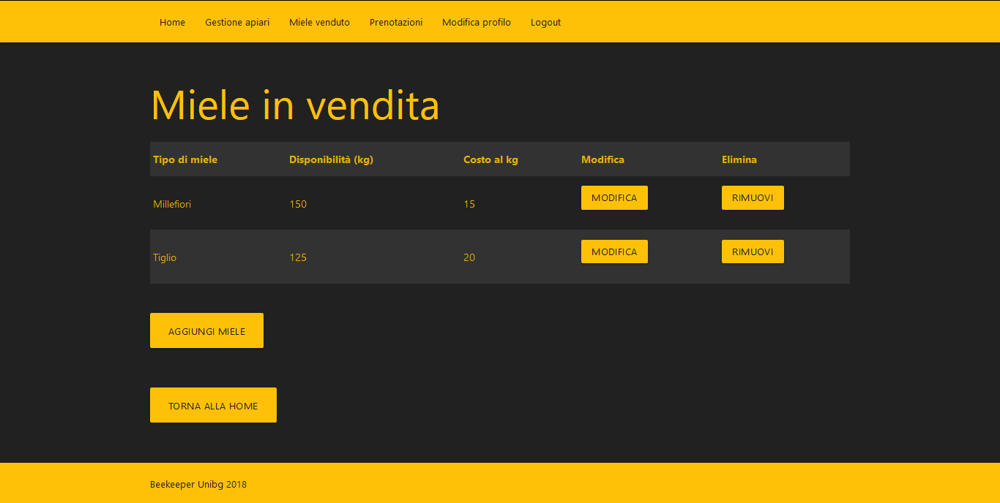 Home Gestione apiari Miele venduto Prenotazioni Modifica profilo Logout
Miele in vendita
Tipo di miele Disponibilità (kg) Costo al kg Modifica Elimina
Millefiori 150 15 MODIFICA RIMUOVI
Tiglio 125 20 MODIFICA RIMUOVI
AGGIUNGI MIELE
TORNA ALLA HOME
Beekeeper Unibg 2018